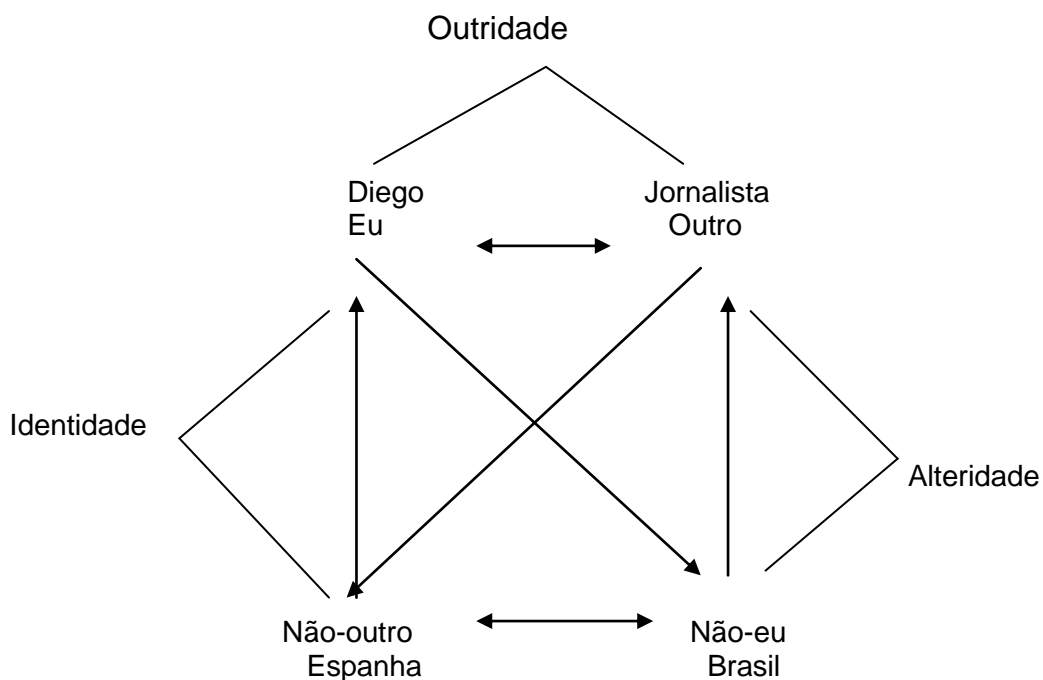 Outridade
Diego
Eu
Jornalista
Outro
Identidade
Alteridade
Não-outro
Espanha
Não-eu
Brasil